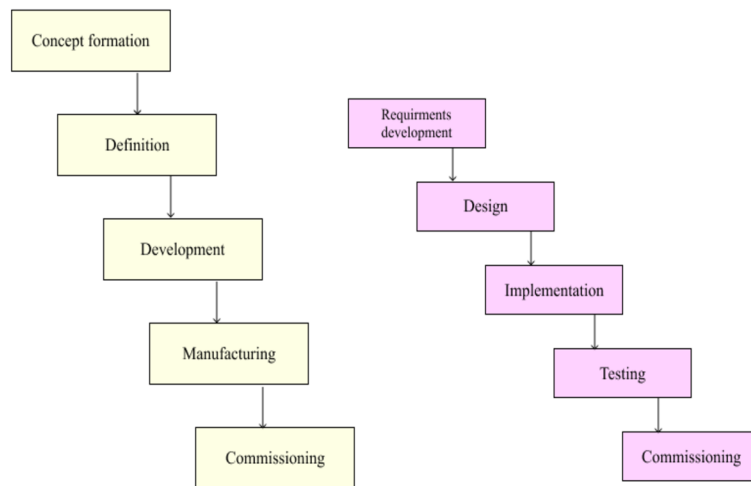 Concept formation
Definition
Development
Manufacturing
Commissioning
Requirments
development
Design
Implementation
Testing
Commissioning